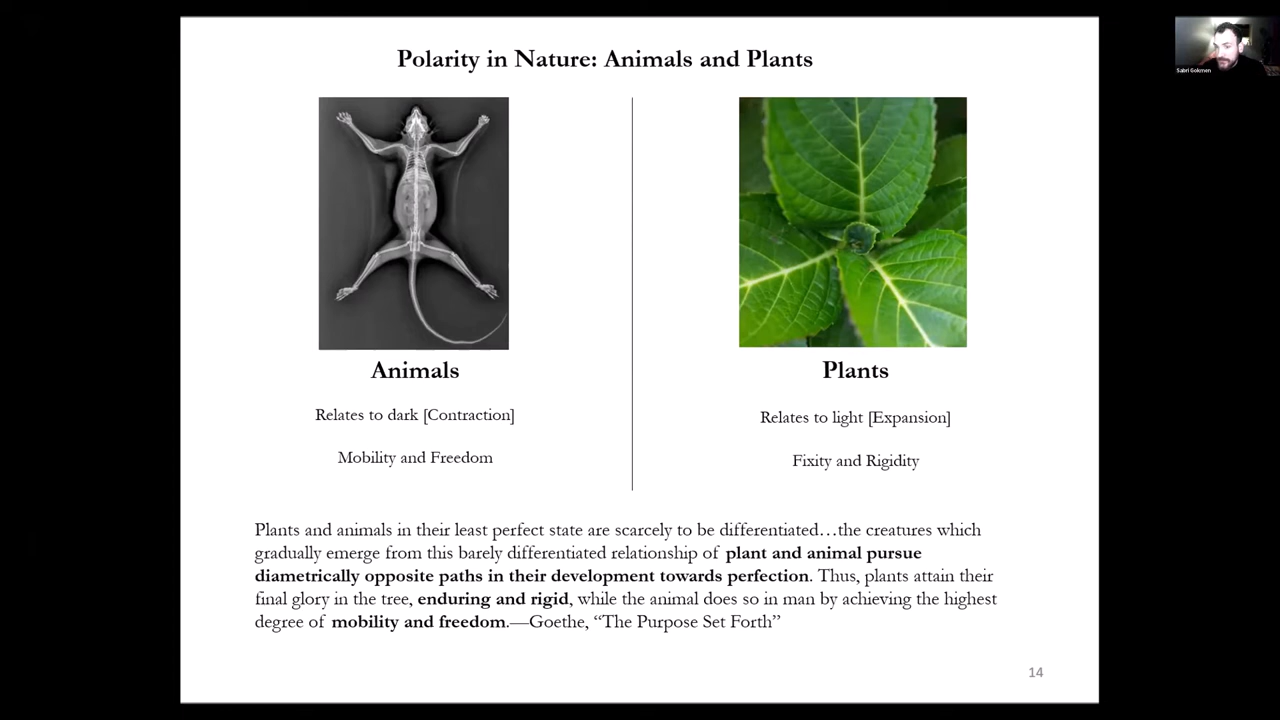 Polarity in Nature: Animals and Plants
Sabri Gokmen
Animals
Relates to dark [Contraction]
Mobility and Freedom
Plants
Relates to light [Expansion]
Fixity and Rigidity
Plants and animals in their least perfect state are scarcely to be differentiated…the creatures which
gradually emerge from this barely differentiated relationship of plant and animal pursue
diametrically opposite paths in their development towards perfection. Thus, plants attain their
final glory in the tree, enduring and rigid, while the animal does so in man by achieving the highest
degree of mobility and freedom.—Goethe, “The Purpose Set Forth”
14